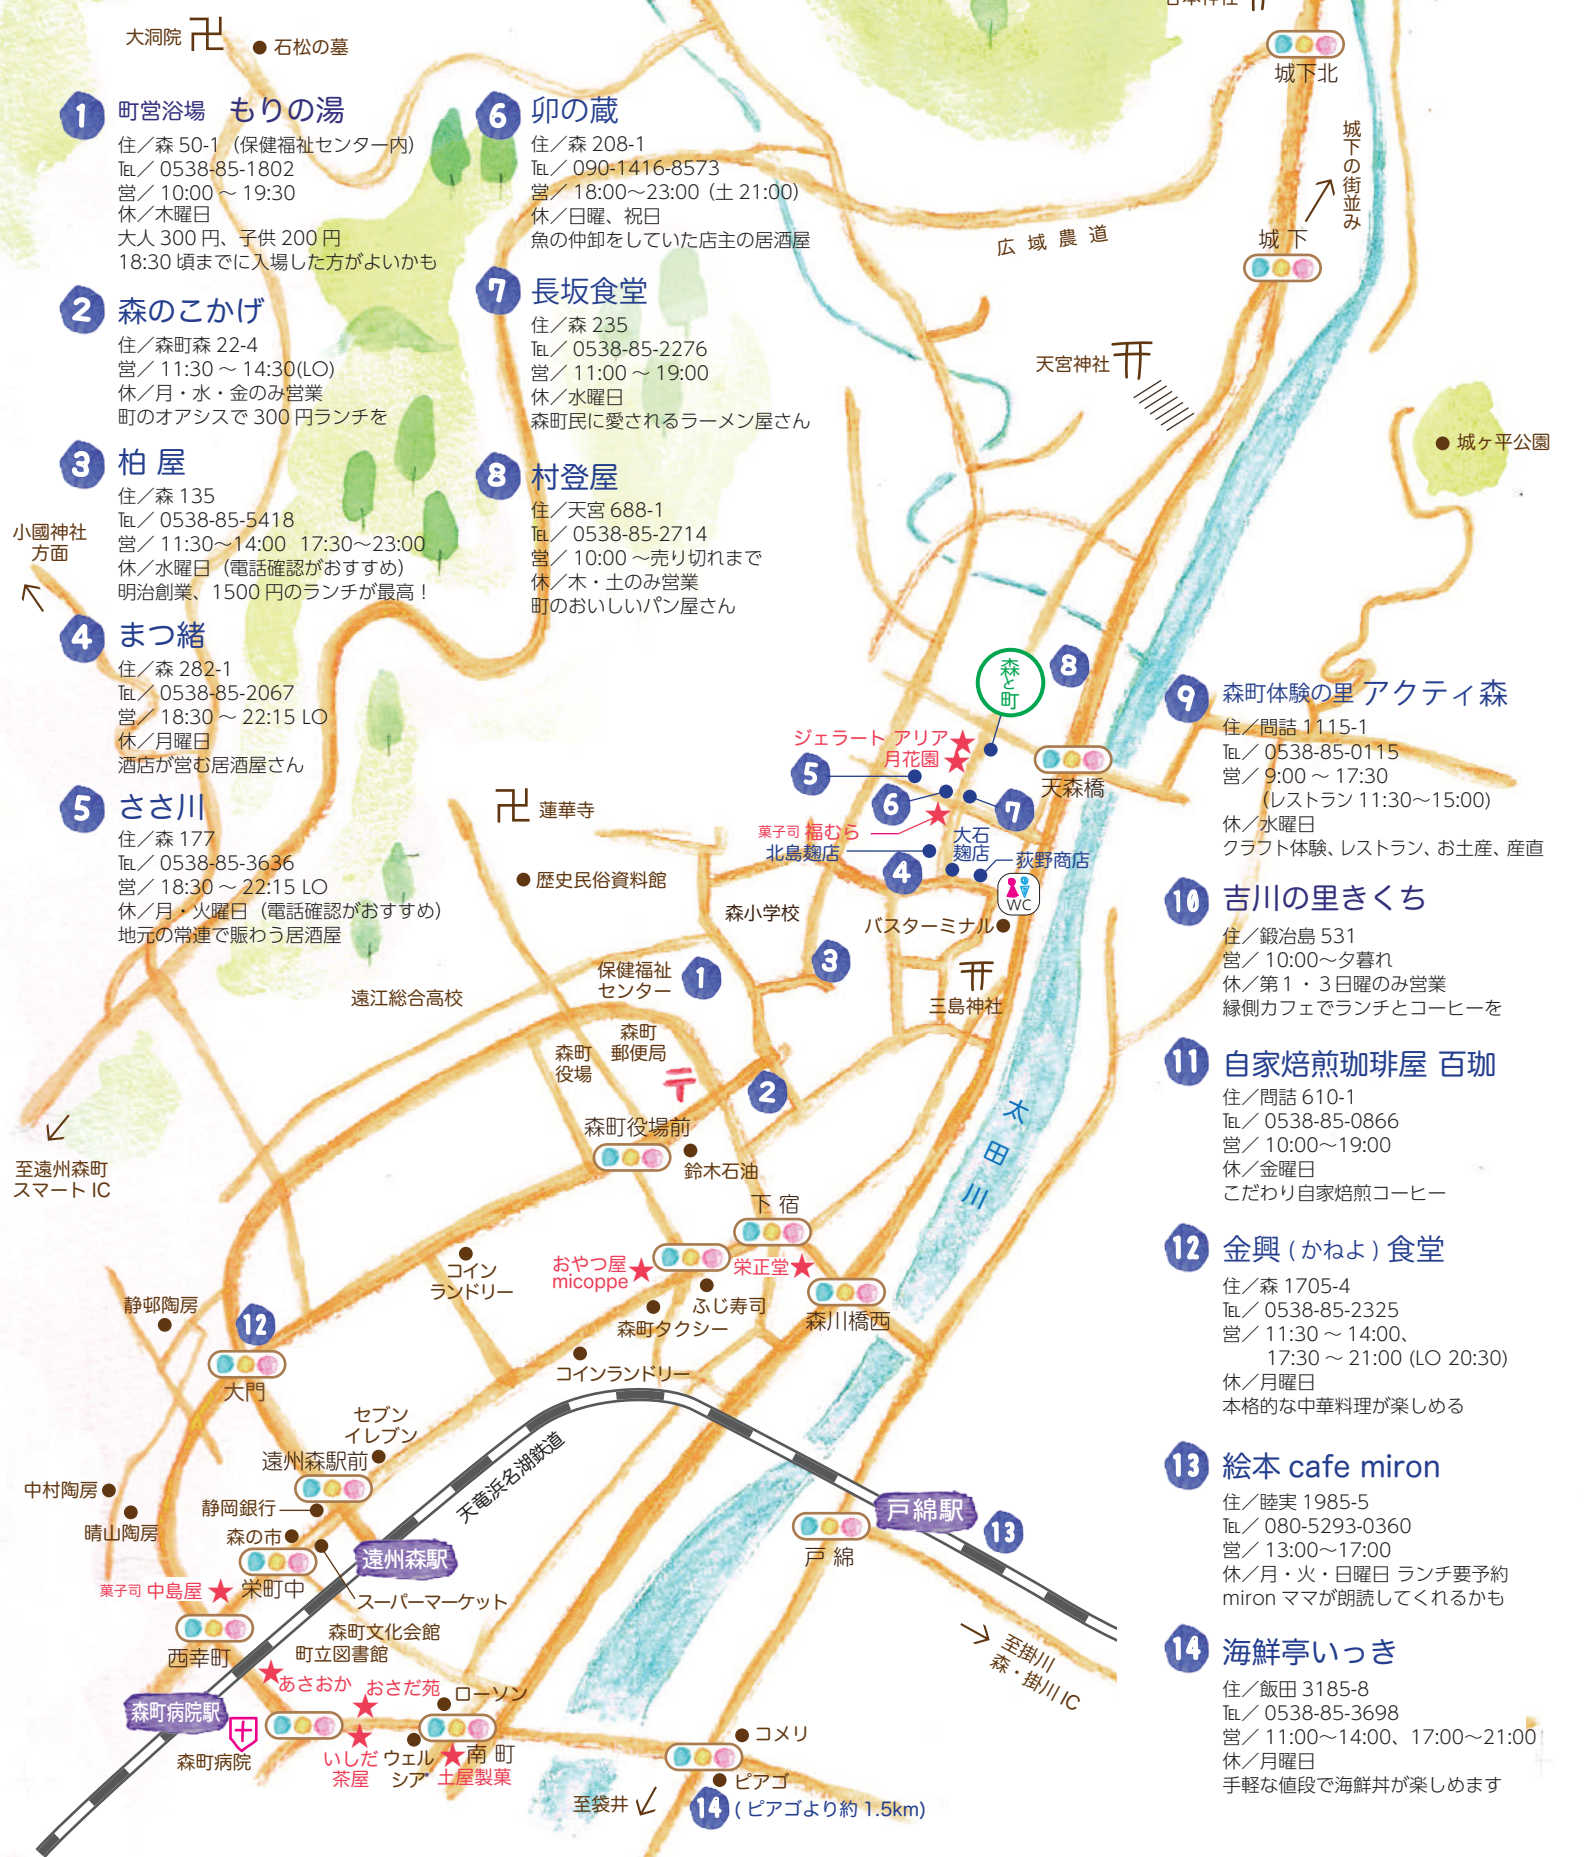 大洞院
石松の墓
城下北
城下の街並み
1 町営浴場 もりの湯
住／森 50-1（保健福祉センター内）
℡／ 0538-85-1802
営／ 10:00 ～ 19:30
休／木曜日
大人 300 円、子供 200 円
18:30 頃までに入場した方がよいかも
2 森のこかげ
住／森町森 22-4
営／ 11:30 ～ 14:30(LO)
休／月・水・金のみ営業
町のオアシスで 300 円ランチを
3 柏 屋
住／森 135
℡／ 0538-85-5418
営／ 11:30～14:00 17:30～23:00
休／水曜日（電話確認がおすすめ）
明治創業、1500 円のランチが最高！
小國神社
方面
4 まつ緒
住／森 282-1
℡／ 0538-85-2067
営／ 18:30 ～ 22:15 LO
休／月曜日
酒店が営む居酒屋さん
5 ささ川
住／森 177
℡／ 0538-85-3636
営／ 18:30 ～ 22:15 LO
休／月・火曜日（電話確認がおすすめ）
地元の常連で賑わう居酒屋
6 卯の蔵
住／森 208-1
℡／ 090-1416-8573
営／ 18:00～23:00 (土 21:00)
休／日曜、祝日
魚の仲卸をしていた店主の居酒屋
7 長坂食堂
住／森 235
℡／ 0538-85-2276
営／ 11:00 ～ 19:00
休／水曜日
森町民に愛されるラーメン屋さん
8 村登屋
住／天宮 688-1
℡／ 0538-85-2714
営／ 10:00 ～売り切れまで
休／木・土のみ営業
町のおいしいパン屋さん
広域農道
城 下
天宮神社
城ヶ平公園
森と町
8
ジェラート アリア
月花園
5
6
7
天森橋
菓子司 福むら
北島麹店
大石
麹店
荻野商店
4
WC
バスターミナル
蓮華寺
歴史民俗資料館
森小学校
3
保健福祉
センター
1
三島神社
遠江総合高校
森町
郵便局
森町
役場
2
森町役場前
鈴木石油
太田川
至遠州森町
スマート IC
下 宿
コイン
ランドリー
おやつ屋
micoppe
栄正堂
ふじ寿司
森町タクシー
森川橋西
コインランドリー
静邨陶房
12
大門
セブン
イレブン
遠州森駅前
天竜浜名湖鉄道
中村陶房
晴山陶房
静岡銀行
森の市
遠州森駅
栄町中
菓子司 中島屋
スーパーマーケット
森町文化会館
町立図書館
西幸町
あさおか
おさだ苑
ローソン
森町病院駅
森町病院
いしだ
茶屋
ウェル
シア
土屋製菓
南 町
戸綿駅
13
戸 綿
至掛川
森・掛川 IC
コメリ
ピアゴ
至袋井
14 ( ピアゴより約 1.5km)
9 森町体験の里 アクティ森
住／問詰 1115-1
℡／ 0538-85-0115
営／ 9:00 ～ 17:30
(レストラン 11:30～15:00)
休／水曜日
クラフト体験、レストラン、お土産、産直
10 吉川の里きくち
住／鍛冶島 531
営／ 10:00～夕暮れ
休／第１・３日曜のみ営業
縁側カフェでランチとコーヒーを
11 自家焙煎珈琲屋 百珈
住／問詰 610-1
℡／ 0538-85-0866
営／ 10:00～19:00
休／金曜日
こだわり自家焙煎コーヒー
12 金興 ( かねよ ) 食堂
住／森 1705-4
℡／ 0538-85-2325
営／ 11:30 ～ 14:00、
17:30 ～ 21:00 (LO 20:30)
休／月曜日
本格的な中華料理が楽しめる
13 絵本 cafe miron
住／睦実 1985-5
℡／ 080-5293-0360
営／ 13:00～17:00
休／月・火・日曜日 ランチ要予約
miron ママが朗読してくれるかも
14 海鮮亭いっき
住／飯田 3185-8
℡／ 0538-85-3698
営／ 11:00～14:00、17:00～21:00
休／月曜日
手軽な値段で海鮮丼が楽しめます